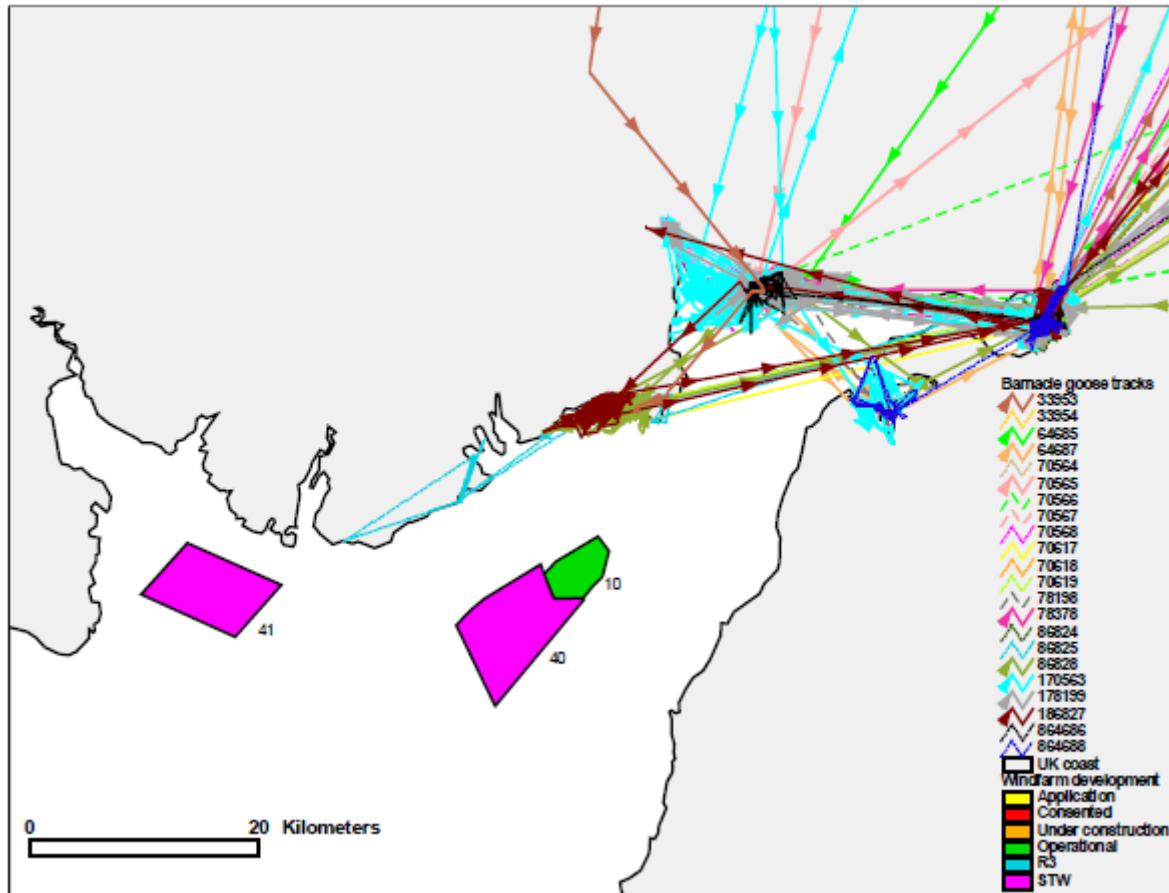 10
41
40
0 20 Kilometers
Barnacle goose tracks
33953
33954
64685
64687
70564
70565
70566
70567
70568
70617
70618
70619
78198
78378
86824
86825
86828
170563
178199
186827
864686
864688
UK coast
Windfarm development
Application
Consented
Under construction
Operational
R3
STW